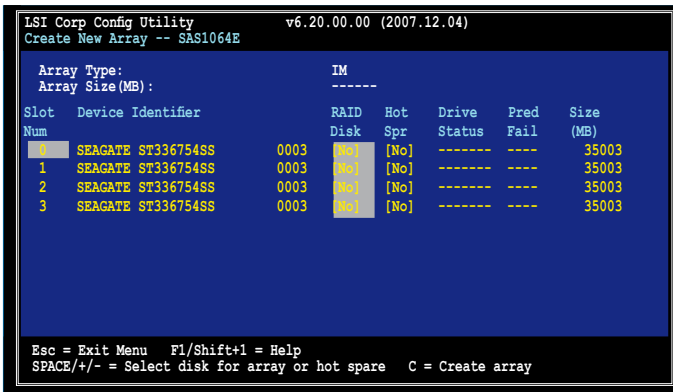 LSI Corp Config Utility v6.20.00.00 (2007.12.04)
Create New Array -- SAS1064E
Array Type: IM
Array Size(MB): ------
Slot Device Identifier RAID Hot Drive Pred Size
Num Disk Spr Status Fail (MB)
0 SEAGATE ST336754SS 0003 [No] [No] ------- ---- 35003
1 SEAGATE ST336754SS 0003 [No] [No] ------- ---- 35003
2 SEAGATE ST336754SS 0003 [No] [No] ------- ---- 35003
3 SEAGATE ST336754SS 0003 [No] [No] ------- ---- 35003
Esc = Exit Menu F1/Shift+1 = Help
SPACE/+/- = Select disk for array or hot spare C = Create array